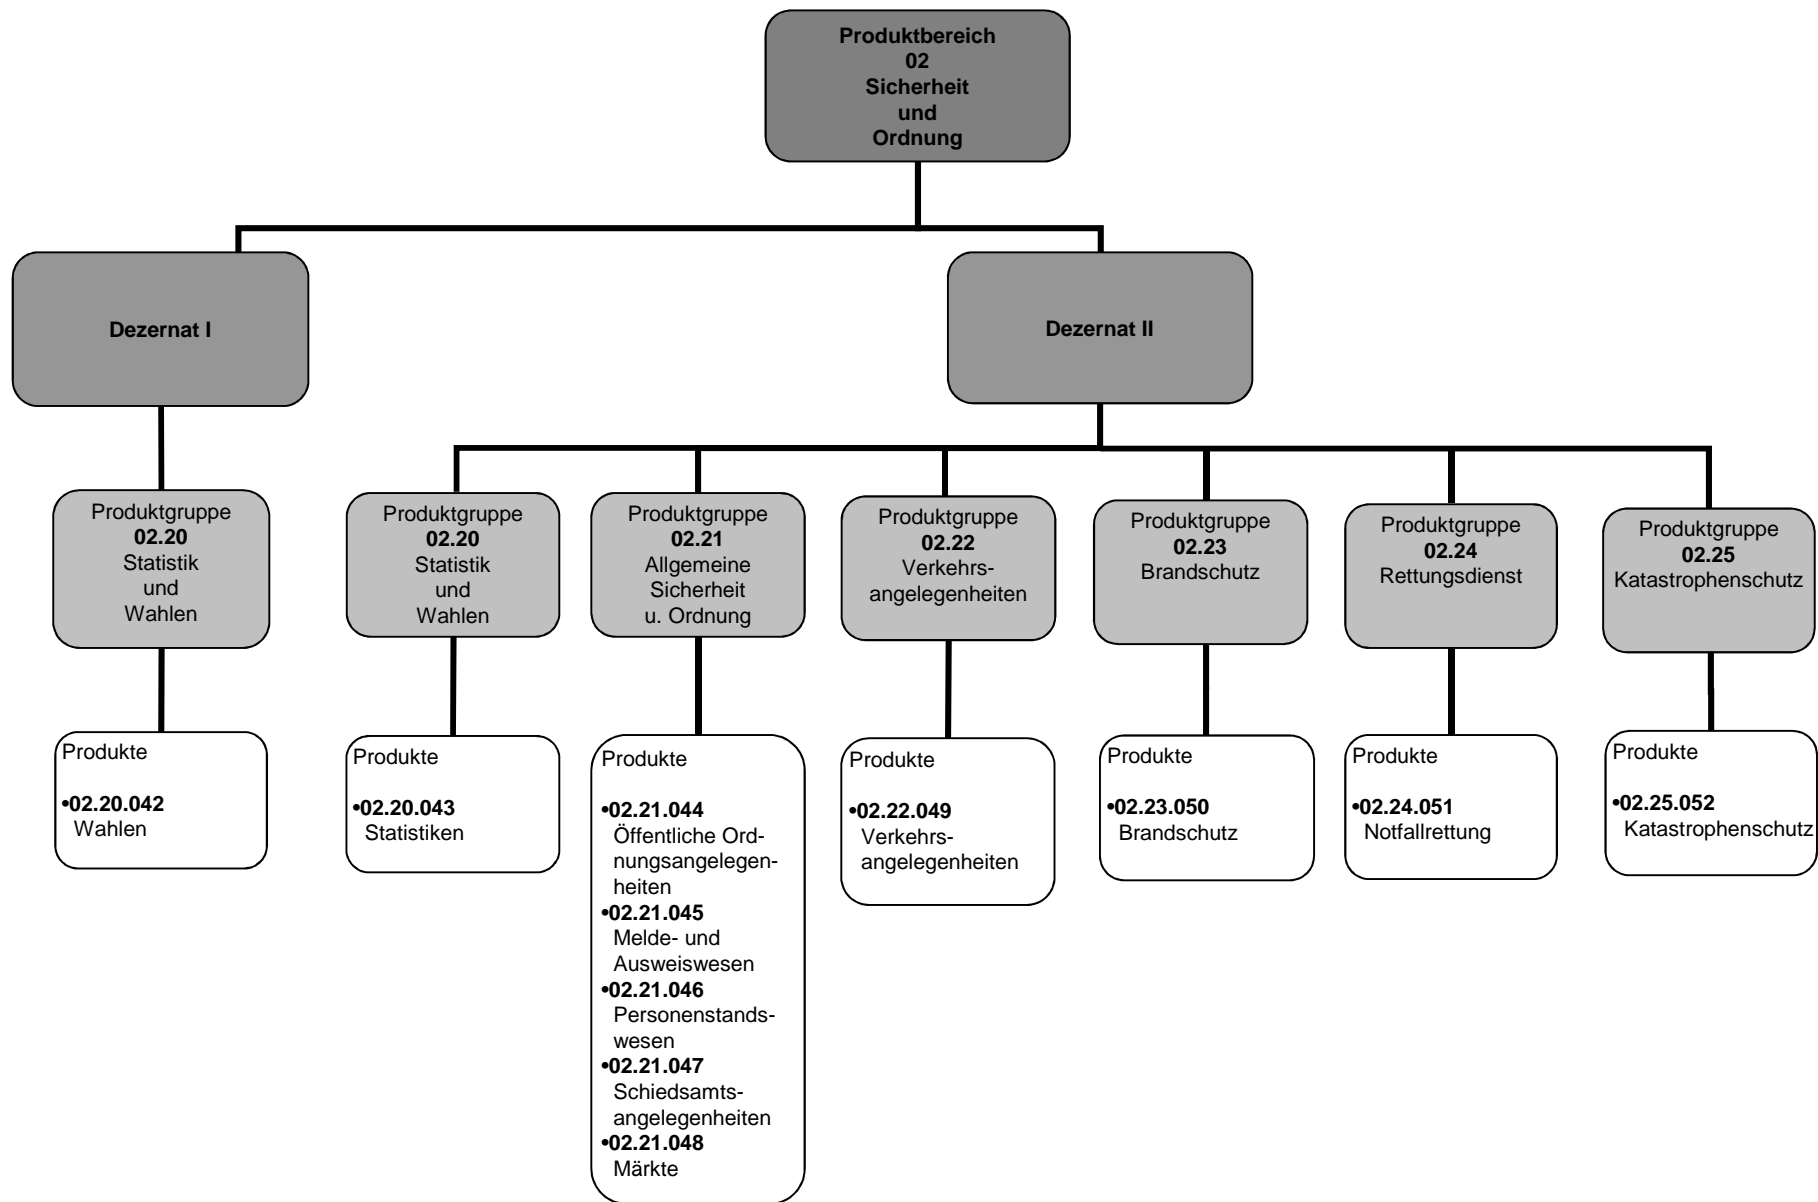 Produktbereich
02
Sicherheit
und
Ordnung
Dezernat I
Dezernat II
Produktgruppe
02.20
Statistik
und
Wahlen
Produktgruppe
02.20
Statistik
und
Wahlen
Produktgruppe
02.21
Allgemeine
Sicherheit
u. Ordnung
Produktgruppe
02.22
Verkehrs-
angelegenheiten
Produktgruppe
02.23
Brandschutz
Produktgruppe
02.24
Rettungsdienst
Produktgruppe
02.25
Katastrophenschutz
Produkte
•02.20.042
Wahlen
Produkte
•02.20.043
Statistiken
Produkte
•02.21.044
Öffentliche Ord-
nungsangelegen-
heiten
•02.21.045
Melde- und
Ausweiswesen
•02.21.046
Personenstands-
wesen
•02.21.047
Schiedsamts-
angelegenheiten
•02.21.048
Märkte
Produkte
•02.22.049
Verkehrs-
angelegenheiten
Produkte
•02.23.050
Brandschutz
Produkte
•02.24.051
Notfallrettung
Produkte
•02.25.052
Katastrophenschutz